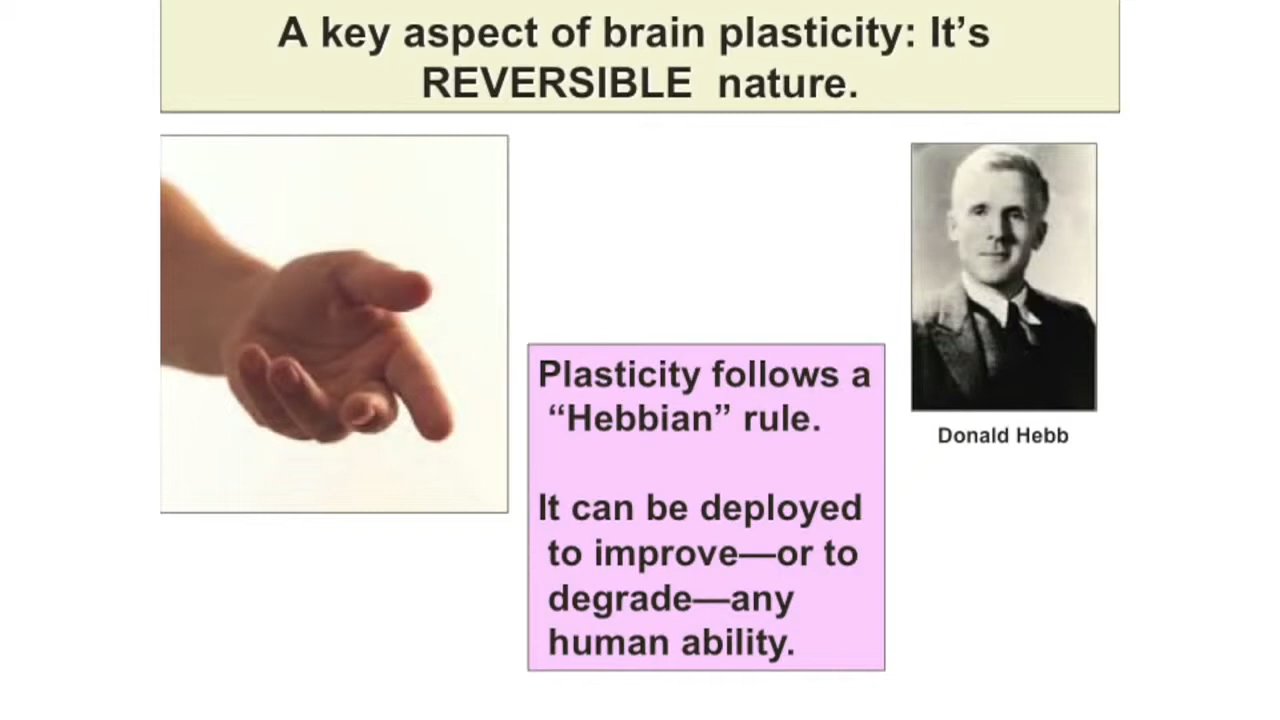 A key aspect of brain plasticity: It’s
REVERSIBLE nature.
Plasticity follows a
“Hebbian” rule.
It can be deployed
to improve—or to
degrade—any
human ability.
Donald Hebb